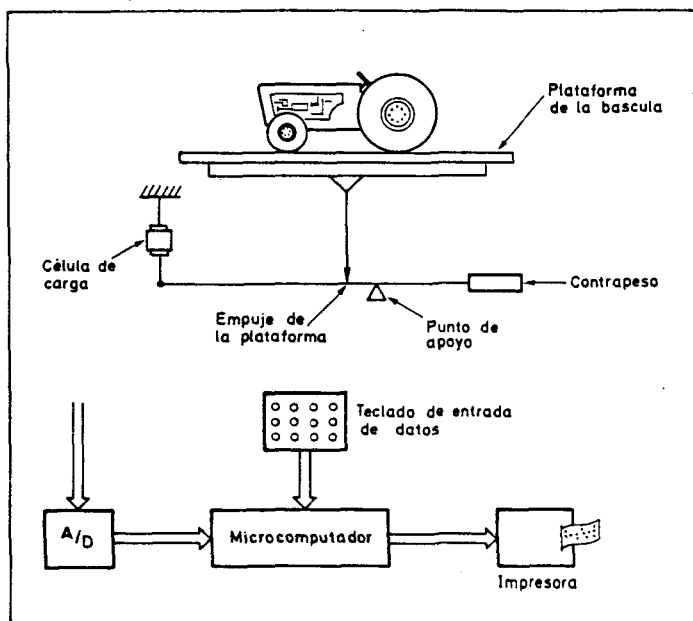 Plataforma
de la bascula
Célula de
carga
Empuje de
la plataforma
Punto de
apoyo
Contrapeso
Teclado de entrada
de datos
A/D
Microcomputador
Impresora